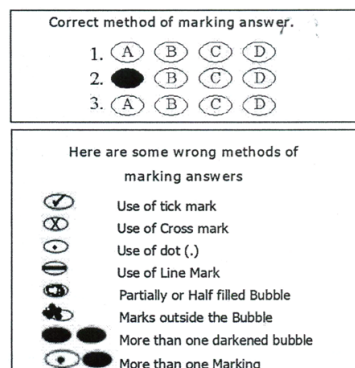 Correct method of marking answer.
1. A B C D
2. B C D
3. A B C D
Here are some wrong methods of
marking answers
Use of tick mark
Use of Cross mark
Use of dot (.)
Use of Line Mark
Partially or Half filled Bubble
Marks outside the Bubble
More than one darkened bubble
More than one Marking